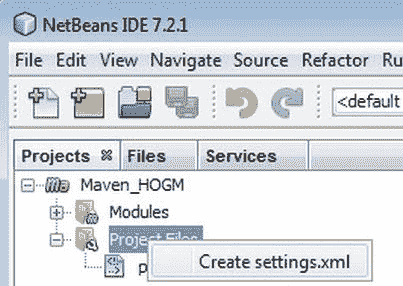 NetBeans IDE 7.2.1
File Edit View Navigate Source Refactor Ru
<default
Projects Files Services
Maven_HOGM
Modules
Project Files
Create settings.xml
p